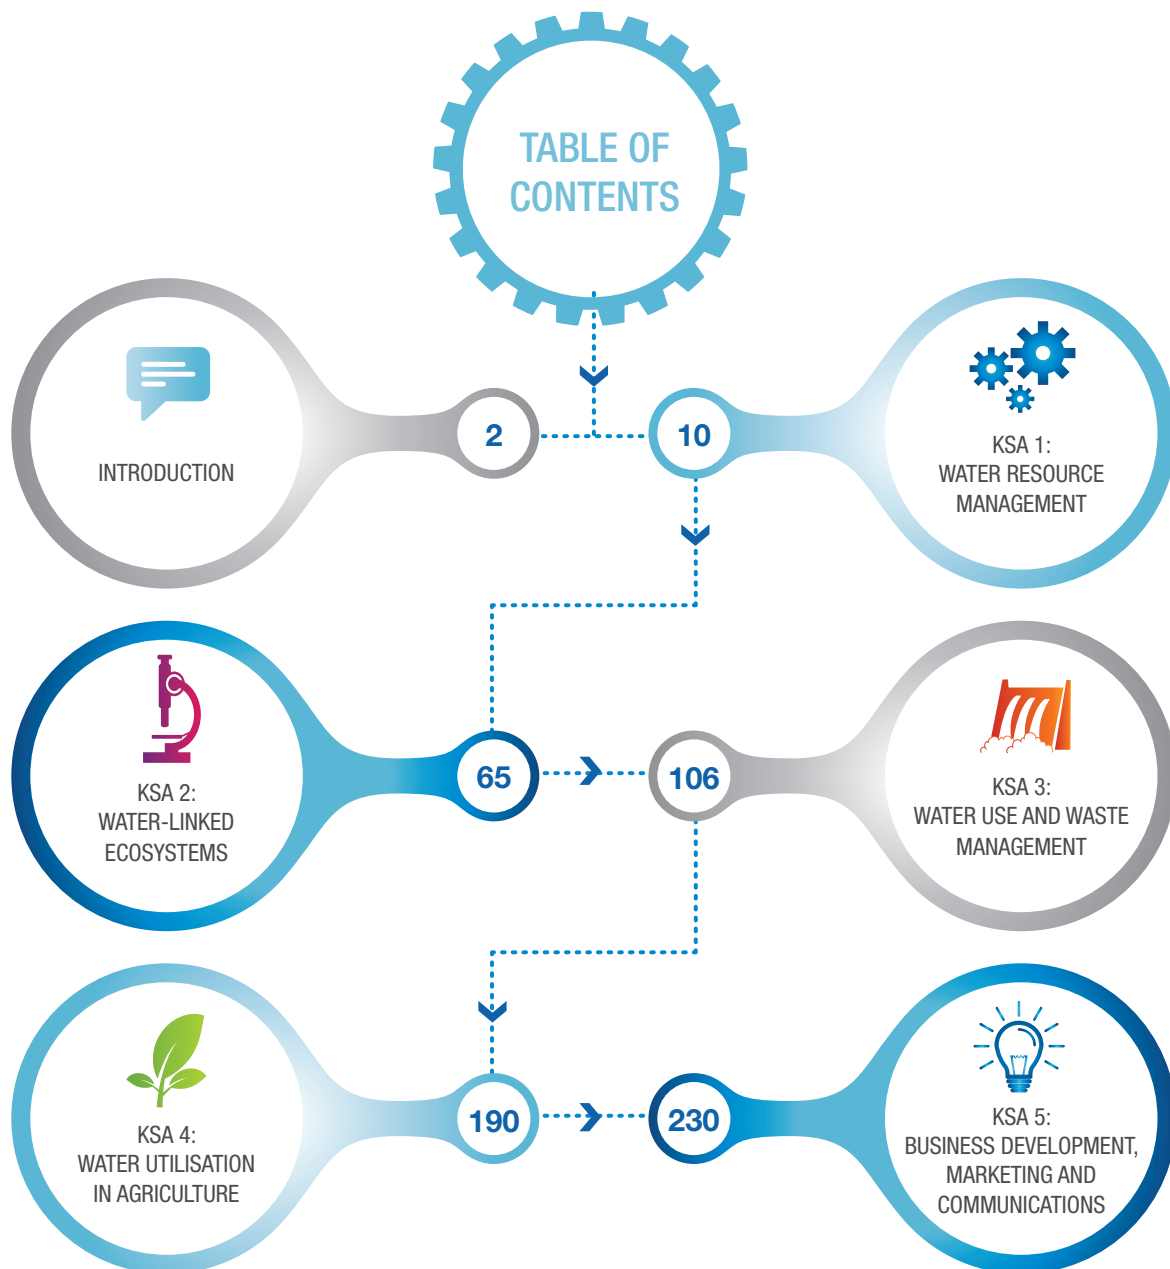 TABLE OF
CONTENTS
INTRODUCTION
2
10
KSA 1:
WATER RESOURCE
MANAGEMENT
KSA 2:
WATER-LINKED
ECOSYSTEMS
65
106
KSA 3:
WATER USE AND WASTE
MANAGEMENT
KSA 4:
WATER UTILISATION
IN AGRICULTURE
190
230
KSA 5:
BUSINESS DEVELOPMENT,
MARKETING AND
COMMUNICATIONS